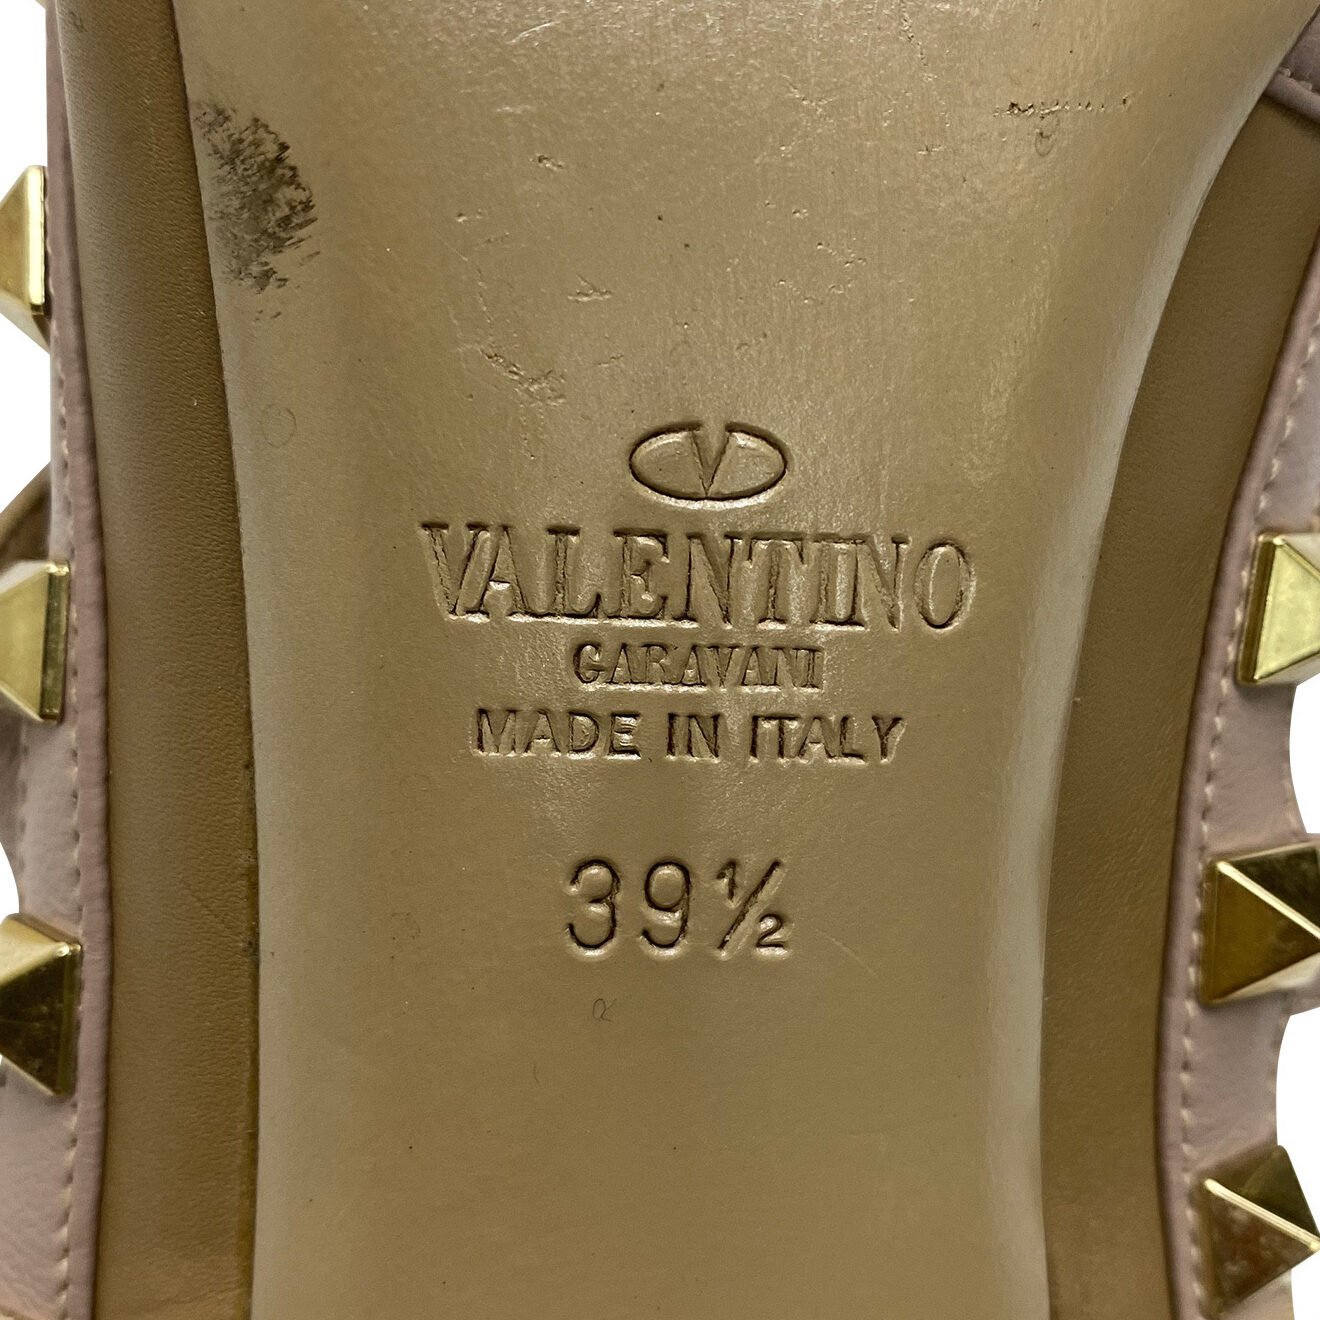 V
VALENTINO
GARAVANI
MADE IN ITALY
39½